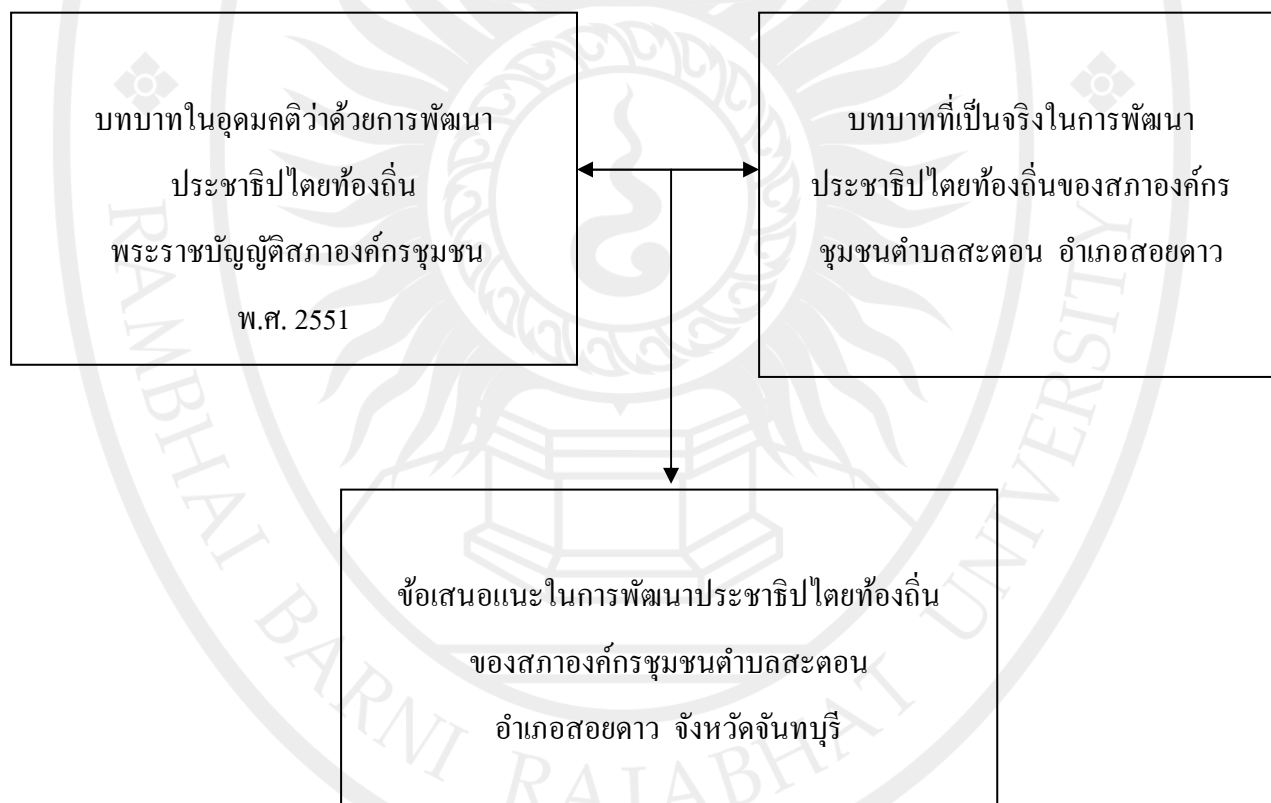 บทบาทในอุดมคติว่าด้วยการพัฒนา
ประชาธิปไตยท้องถิ่น
พระราชบัญญัติสภาองค์กรชุมชน
พ.ศ. 2551
บทบาทที่เป็นจริงในการพัฒนา
ประชาธิปไตยท้องถิ่นของสภาองค์กร
ชุมชนตำบลสะตอน อำเภอสอยดาว
ข้อเสนอแนะในการพัฒนาประชาธิปไตยท้องถิ่น
ของสภาองค์กรชุมชนตำบลสะตอน
อำเภอสอยดาว จังหวัดจันทบุรี
RAMBHAI BARNI RAJABHAT UNIVERSITY